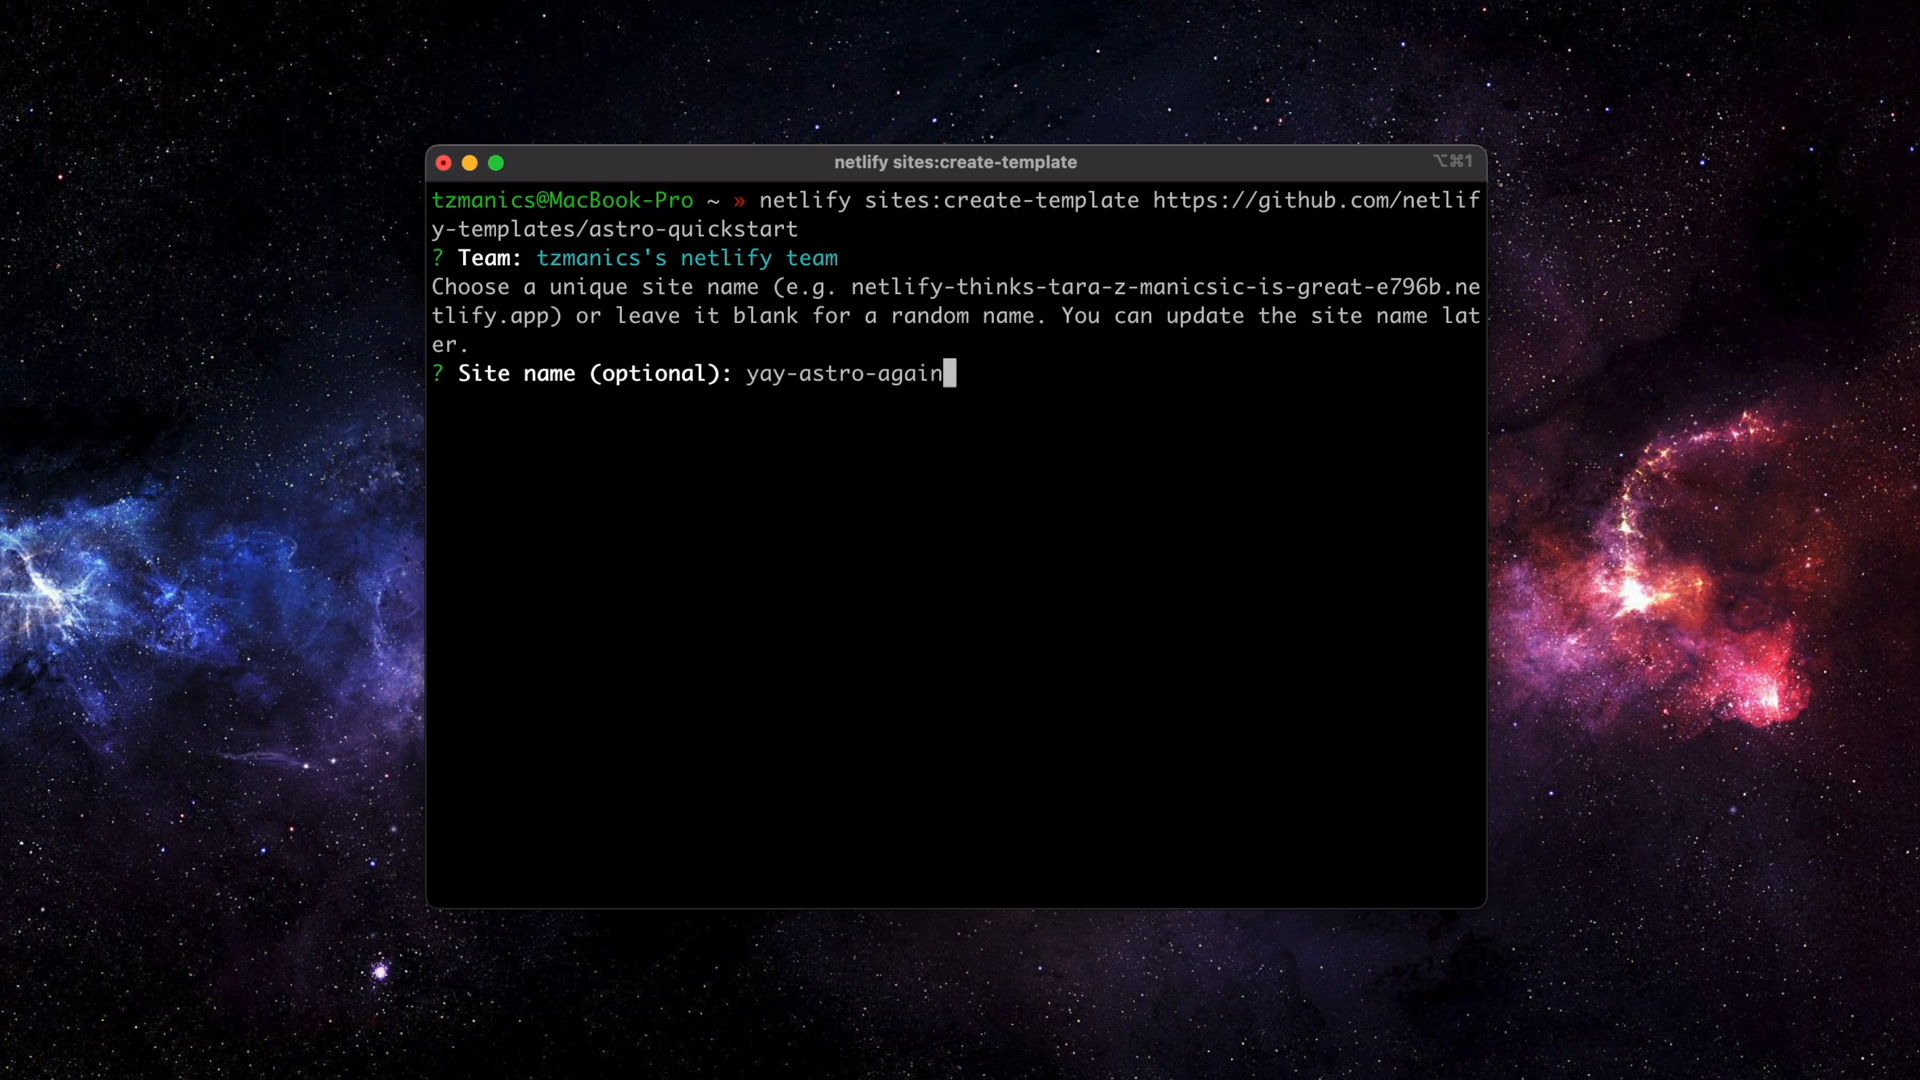 netlify sites:create-template
⌥⌘1
tzmanics@MacBook-Pro ~ » netlify sites:create-template https://github.com/netlif
y-templates/astro-quickstart
? Team: tzmanics's netlify team
Choose a unique site name (e.g. netlify-thinks-tara-z-manicsic-is-great-e796b.ne
tlify.app) or leave it blank for a random name. You can update the site name lat
er.
? Site name (optional): yay-astro-again